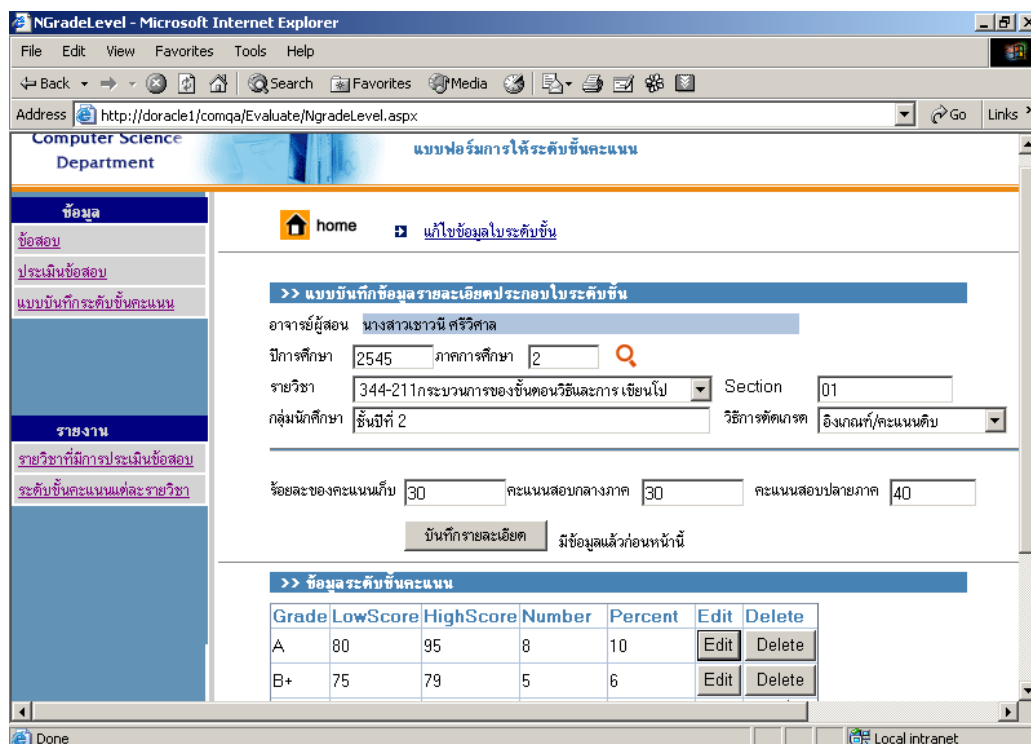 NGradeLevel - Microsoft Internet Explorer
File Edit View Favorites Tools Help
Back Search Favorites Media
Address http://doracle1/comqa/Evaluate/NgradeLevel.aspx Go Links
Computer Science
Department
แบบฟอร์มการให้ระดับชั้นคะแนน
ข้อมูล
ข้อสอบ
ประเมินข้อสอบ
แบบบันทึกระดับชั้นคะแนน
รายงาน
รายวิชาที่มีการประเมินข้อสอบ
ระดับชั้นคะแนนแต่ละรายวิชา
home แก้ไขข้อมูลใบระดับชั้น
>> แบบบันทึกข้อมูลรายละเอียดประกอบใบระดับชั้น
อาจารย์ผู้สอน นางสาวเชาวนี ศรีวิศาล
ปีการศึกษา 2545 ภาคการศึกษา 2
รายวิชา 344-211กระบวนการของขั้นตอนวิธีและการ เขียนโป Section 01
กลุ่มนักศึกษา ชั้นปีที่ 2 วิธีการตัดเกรด อิงเกณฑ์/คะแนนดิบ
ร้อยละของคะแนนเก็บ 30 คะแนนสอบกลางภาค 30 คะแนนสอบปลายภาค 40
บันทึกรายละเอียด มีข้อมูลแล้วก่อนหน้านี้
>> ข้อมูลระดับชั้นคะแนน
Grade LowScore HighScore Number Percent Edit Delete
A 80 95 8 10 Edit Delete
B+ 75 79 5 6 Edit Delete
Done Local intranet